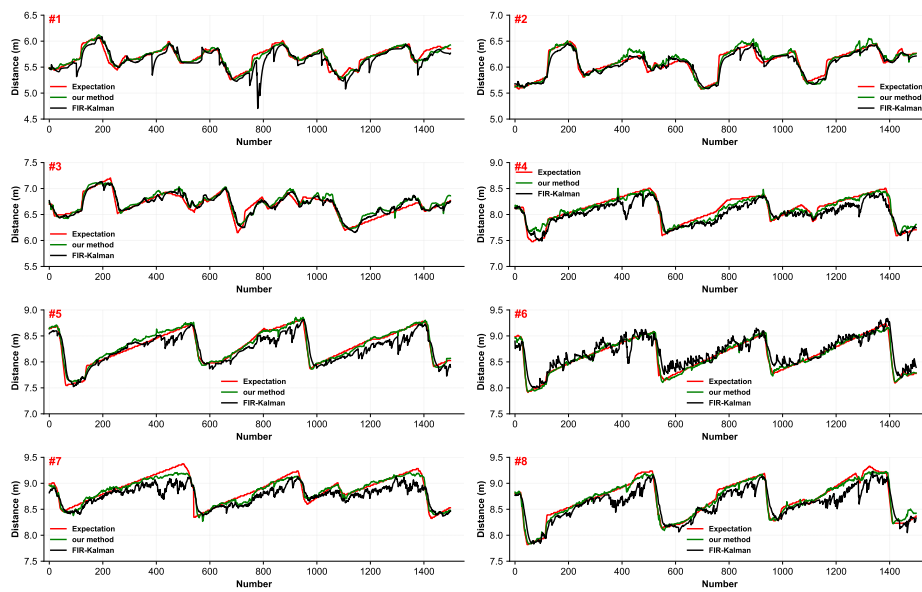 #1
6.5
6.0
5.5
5.0
4.5
Distance (m)
Expectation
our method
FIR-Kalman
0 200 400 600 800 1000 1200 1400
Number
#2
7.0
6.5
6.0
5.5
5.0
Distance (m)
Expectation
our method
FIR-Kalman
0 200 400 600 800 1000 1200 1400
Number
#3
7.5
7.0
6.5
6.0
5.5
Distance (m)
Expectation
our method
FIR-Kalman
0 200 400 600 800 1000 1200 1400
Number
#4
9.0
8.5
8.0
7.5
7.0
Distance (m)
Expectation
our method
FIR-Kalman
0 200 400 600 800 1000 1200 1400
Number
#5
9.0
8.5
8.0
7.5
7.0
Distance (m)
Expectation
our method
FIR-Kalman
0 200 400 600 800 1000 1200 1400
Number
#6
9.5
9.0
8.5
8.0
7.5
Distance (m)
Expectation
our method
FIR-Kalman
0 200 400 600 800 1000 1200 1400
Number
#7
9.5
9.0
8.5
8.0
7.5
Distance (m)
Expectation
our method
FIR-Kalman
0 200 400 600 800 1000 1200 1400
Number
#8
9.5
9.0
8.5
8.0
7.5
Distance (m)
Expectation
our method
FIR-Kalman
0 200 400 600 800 1000 1200 1400
Number